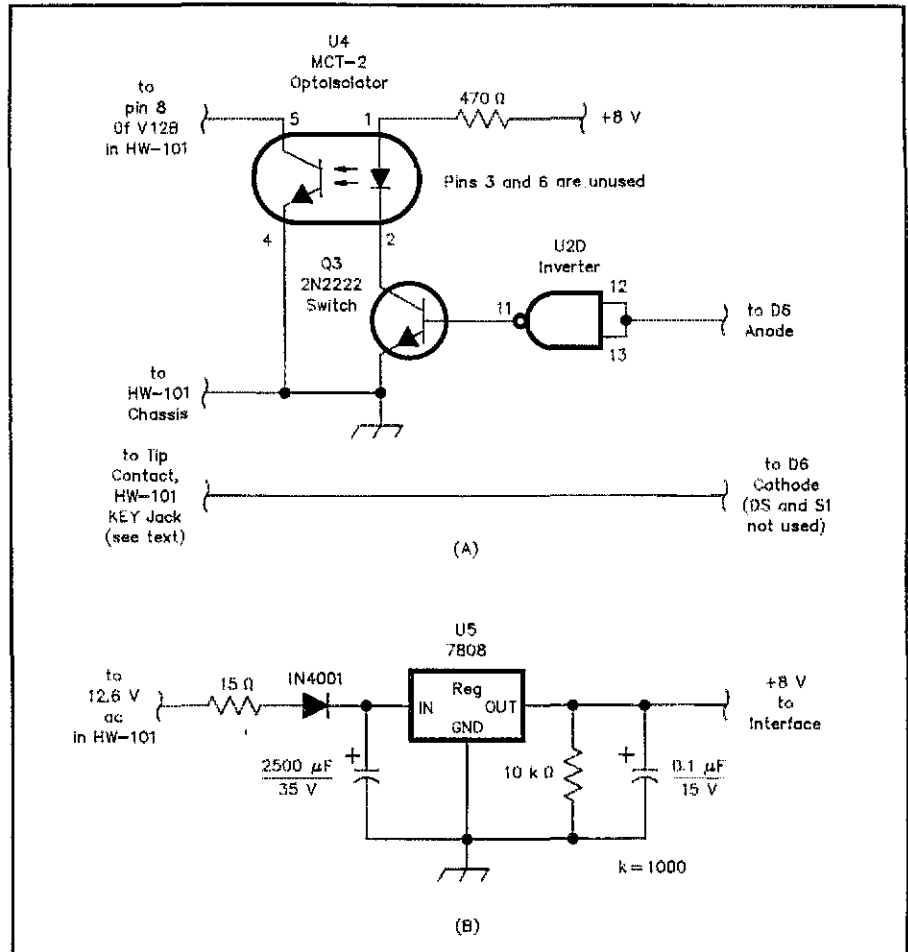 U4
MCT-2
Optoisolator
to
pin 8
Of V12B
in HW-101
5
1
470 Ω
+8 V
Pins 3 and 6 are unused
4
2
Q3
2N2222
Switch
U2D
Inverter
11
12
13
to D6
Anode
to
HW-101
Chassis
to Tip
Contact,
HW-101
KEY Jack
(see text)
to D6
Cathode
(DS and S1
not used)
(A)
to
12.6 V
ac
in HW-101
15 Ω
1N4001
U5
7808
Reg
IN
OUT
GND
+8 V
to
Interface
+
2500 μF
35 V
10 k Ω
+
0.1 μF
15 V
k=1000
(B)